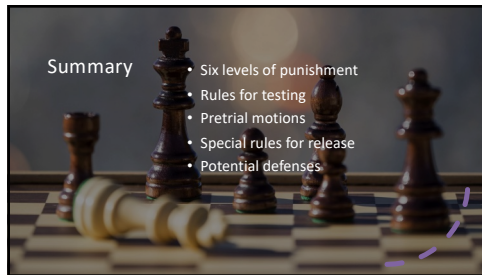 Summary
• Six levels of punishment
• Rules for testing
• Pretrial motions
• Special rules for release
• Potential defenses